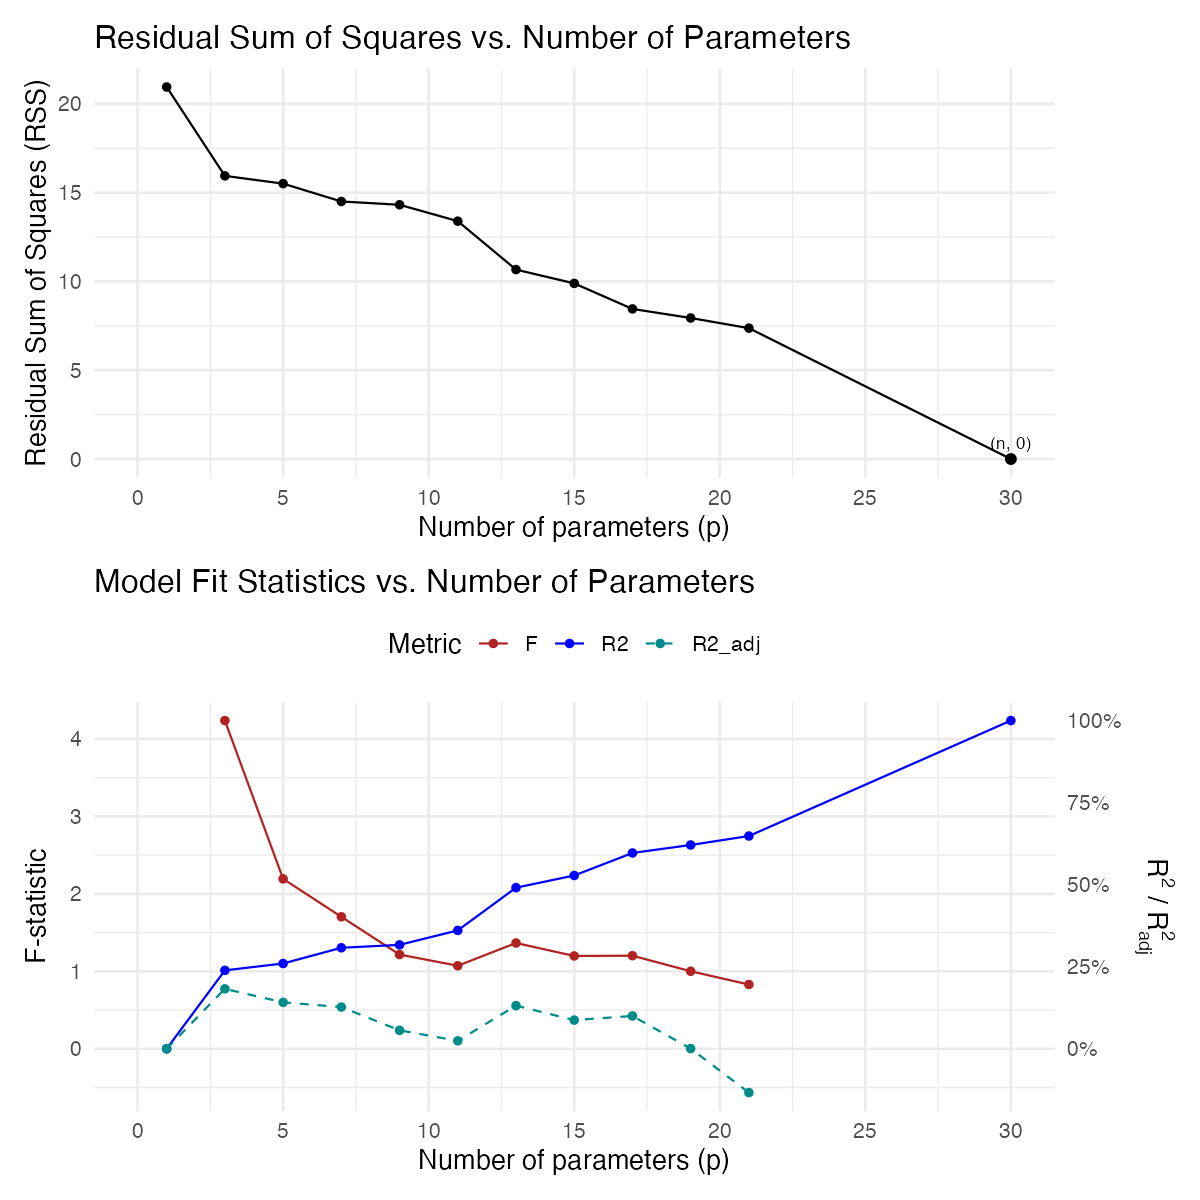 Residual Sum of Squares vs. Number of Parameters
Residual Sum of Squares (RSS)
20
15
10
5
0
(n, 0)
0 5 10 15 20 25 30
Number of parameters (p)
Model Fit Statistics vs. Number of Parameters
Metric F R2 R2_adj
F-statistic
4
3
2
1
0
100%
75%
50%
25%
0%
R² / R²adj
0 5 10 15 20 25 30
Number of parameters (p)